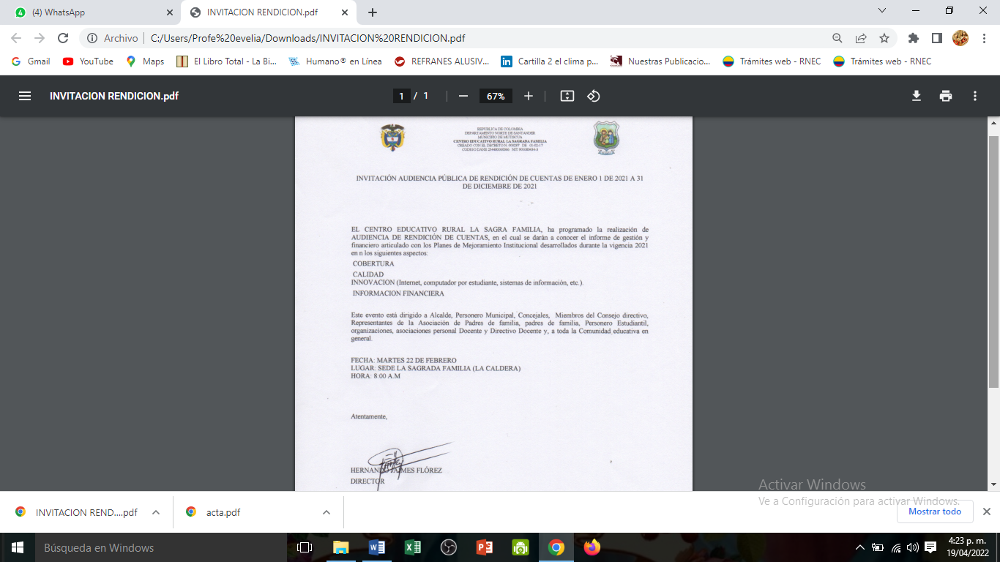 (4) WhatsApp
INVITACION RENDICION.pdf
Archivo
C:/Users/Profe%20evelia/Downloads/INVITACION%20RENDICION.pdf
Gmail
YouTube
Maps
El Libro Total - La Bi...
Humano® en Línea
REFRANES ALUSIV...
Cartilla 2 el clima p...
Nuestras Publicacio...
Trámites web - RNEC
Trámites web - RNEC
INVITACION RENDICION.pdf
1 / 1
67%
REPUBLICA DE COLOMBIA
DEPARTAMENTO NORTE DE SANTANDER
MUNICIPIO DE MUTISCUA
CENTRO EDUCATIVO RURAL LA SAGRADA FAMILIA
CREADO CON EL DECRETO N. DE
CODIGO DANE NIT
INVITACIÓN AUDIENCIA PÚBLICA DE RENDICIÓN DE CUENTAS DE ENERO 1 DE 2021 A 31
DE DICIEMBRE DE 2021
EL CENTRO EDUCATIVO RURAL LA SAGRA FAMILIA, ha programado la realización de
AUDIENCIA DE RENDICIÓN DE CUENTAS, en el cual se darán a conocer el informe de gestión y
financiero articulado con los Planes de Mejoramiento Institucional desarrollados durante la vigencia 2021
en n los siguientes aspectos:
COBERTURA
CALIDAD
INNOVACION (Internet, computador por estudiante, sistemas de información, etc.).
INFORMACION FINANCIERA
Este evento está dirigido a Alcalde, Personero Municipal, Concejales, Miembros del Consejo directivo,
Representantes de la Asociación de Padres de familia, padres de familia, Personero Estudiantil,
organizaciones, asociaciones personal Docente y Directivo Docente y, a toda la Comunidad educativa en
general.
FECHA: MARTES 22 DE FEBRERO
LUGAR: SEDE LA SAGRADA FAMILIA (LA CALDERA)
HORA: 8:00 A.M
Atentamente,
HERNANDO JAIMES FLÓREZ
DIRECTOR
Activar Windows
Ve a Configuración para activar Windows.
INVITACION REND....pdf
acta.pdf
Mostrar todo
Búsqueda en Windows
4:23 p. m.
19/04/2022